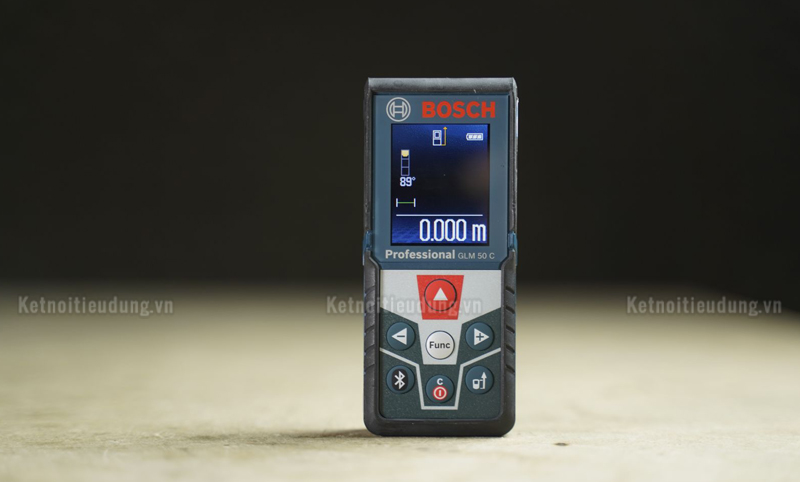 BOSCH
89°
0.000 m
Professional GLM 50 C
Ketnoitieudung.vn Ketnoitieudung.vn Ketnoitieudung.vn
− +
Func
C